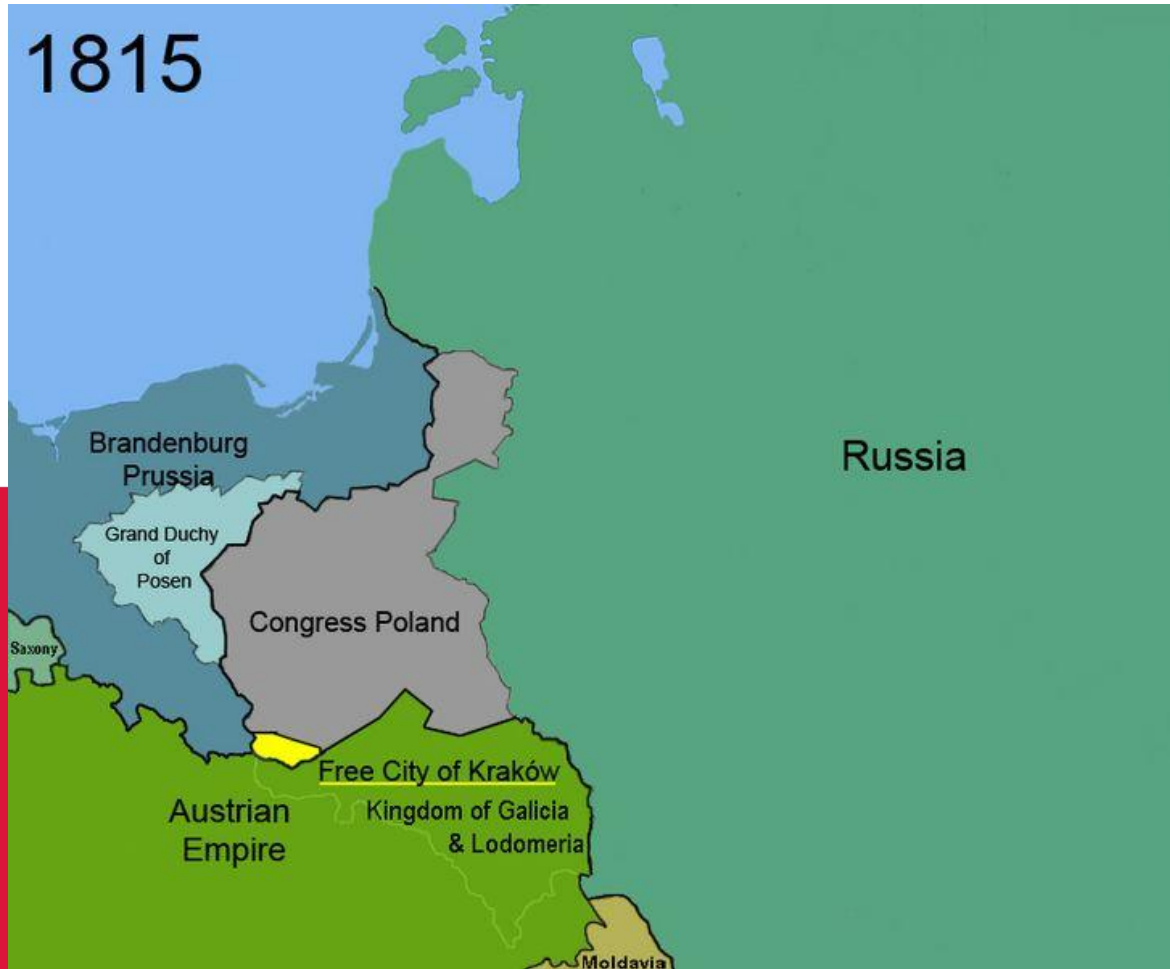 1815
Brandenburg
Prussia
Russia
Grand Duchy
of
Posen
Congress Poland
Saxony
Free City of Kraków
Austrian
Empire
Kingdom of Galicia
& Lodomeria
Moldavia